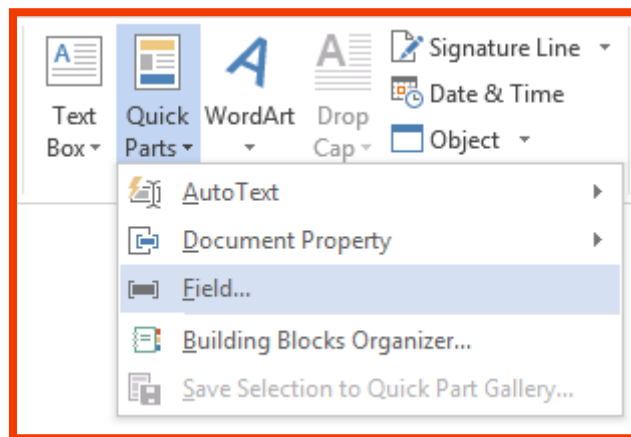 A
Text
Box
Quick
Parts
A
WordArt
A
Drop
Cap
Signature Line
Date & Time
Object
AutoText
Document Property
Field...
Building Blocks Organizer...
Save Selection to Quick Part Gallery...